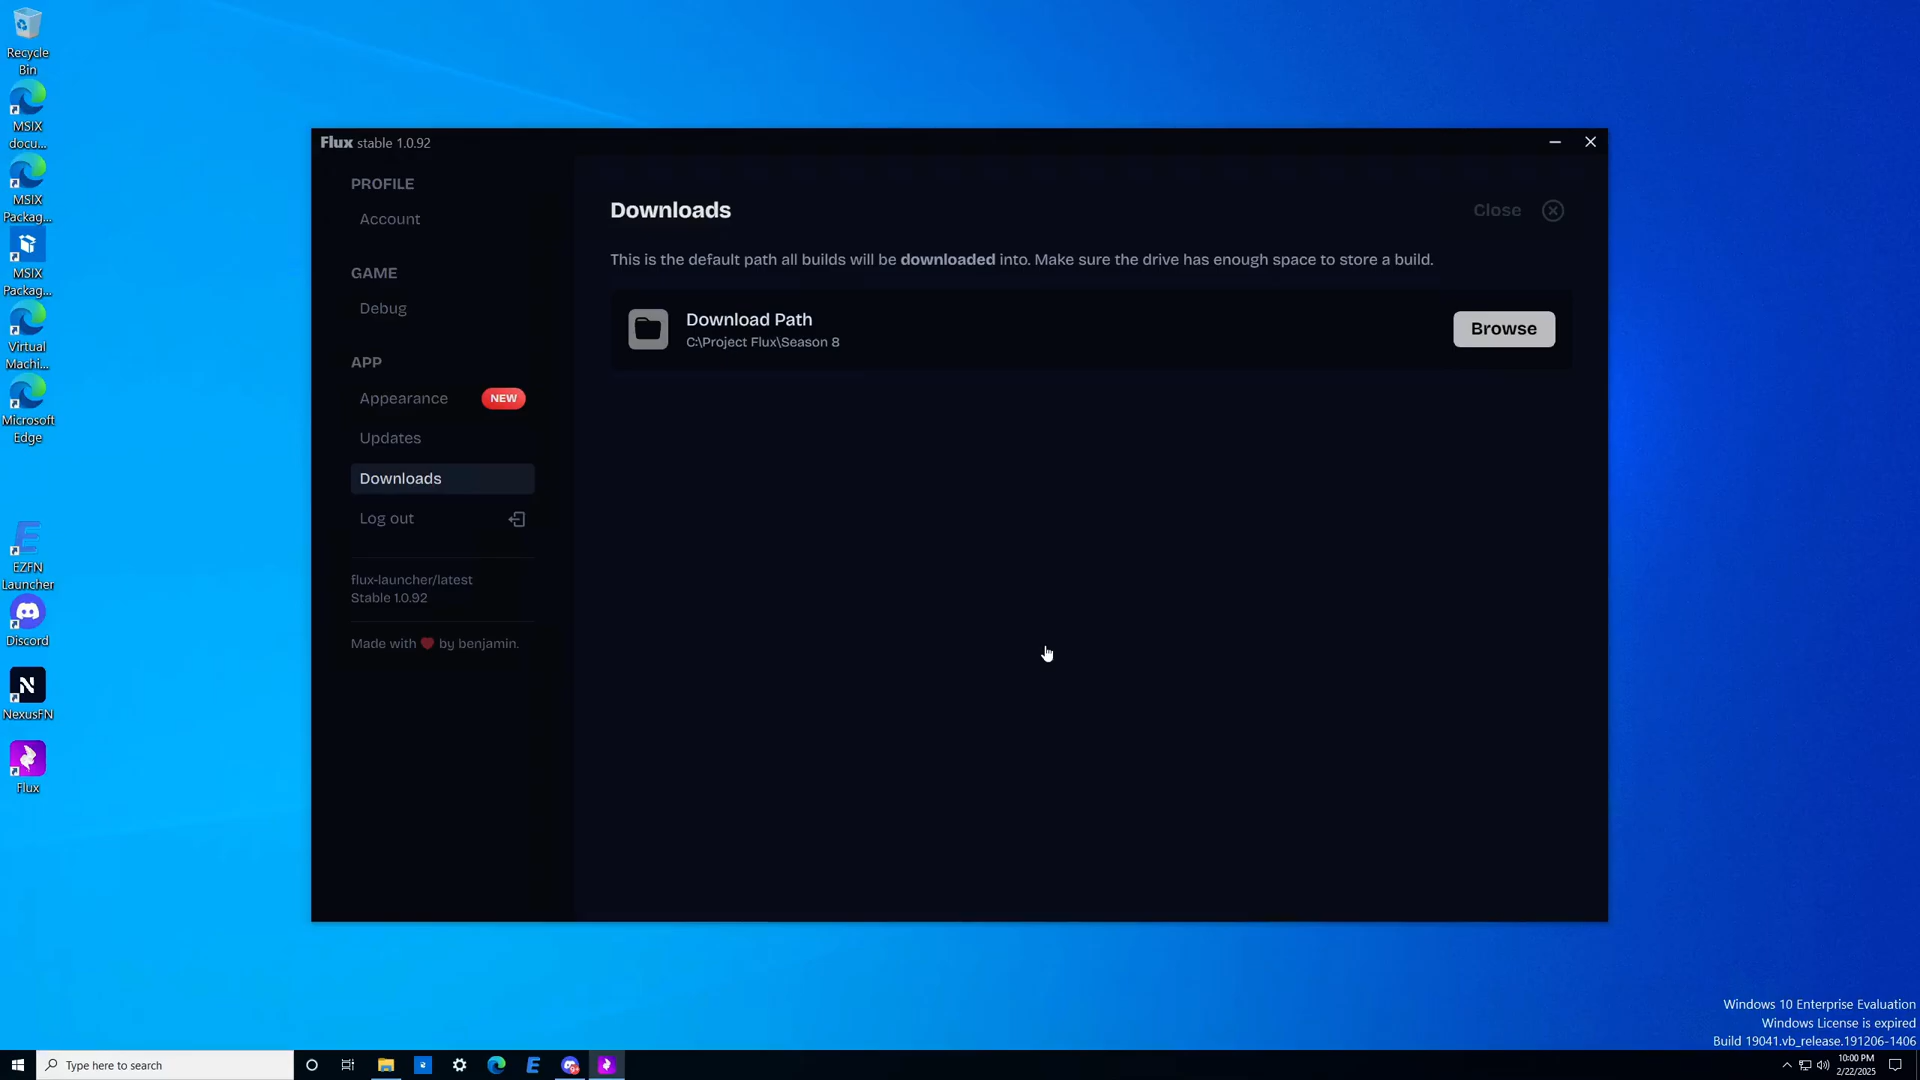 Recycle
Bin
MSIX
docu...
MSIX
Packag...
MSIX
Packag...
Virtual
Machi...
Microsoft
Edge
EZFN
Launcher
Discord
NexusFN
Flux
Flux stable 1.0.92
PROFILE
Account
GAME
Debug
APP
Appearance NEW
Updates
Downloads
Log out
flux-launcher/latest
Stable 1.0.92
Made with ❤ by benjamin.
Downloads
Close
This is the default path all builds will be downloaded into. Make sure the drive has enough space to store a build.
Download Path
C:\Project Flux\Season 8
Browse
Windows 10 Enterprise Evaluation
Windows License is expired
Build 19041.vb_release.191206-1406
Type here to search
10:00 PM
2/22/2025